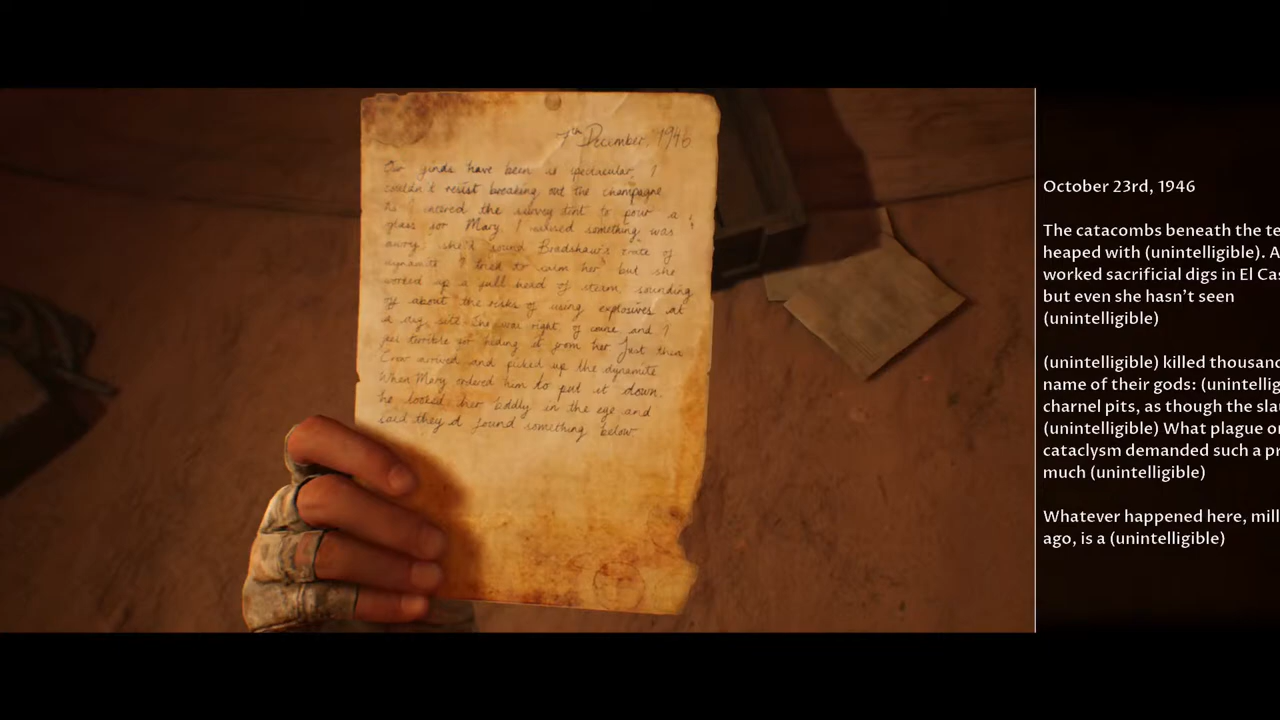 7th December, 1946
Our finds have been so spectacular, I
couldn't resist breaking out the champagne
As I entered the survey tent to pour a
glass for Mary, I sensed something was
awry; she'd found Bradshaw's crate of
dynamite. I tried to calm her, but she
worked up a full head of steam, sounding
off about the risks of using explosives at
a dig site. She was right, of course, and I
feel terrible for hiding it from her. Just then
arrived and picked up the dynamite
When Mary ordered him to put it down,
he looked her oddly in the eye and
said they'd found something below
October 23rd, 1946
The catacombs beneath the te
heaped with (unintelligible). A
worked sacrificial digs in El Cas
but even she hasn't seen
(unintelligible)
(unintelligible) killed thousand
name of their gods: (unintellig
charnel pits, as though the slau
(unintelligible) What plague or
cataclysm demanded such a pr
much (unintelligible)
Whatever happened here, mill
ago, is a (unintelligible)